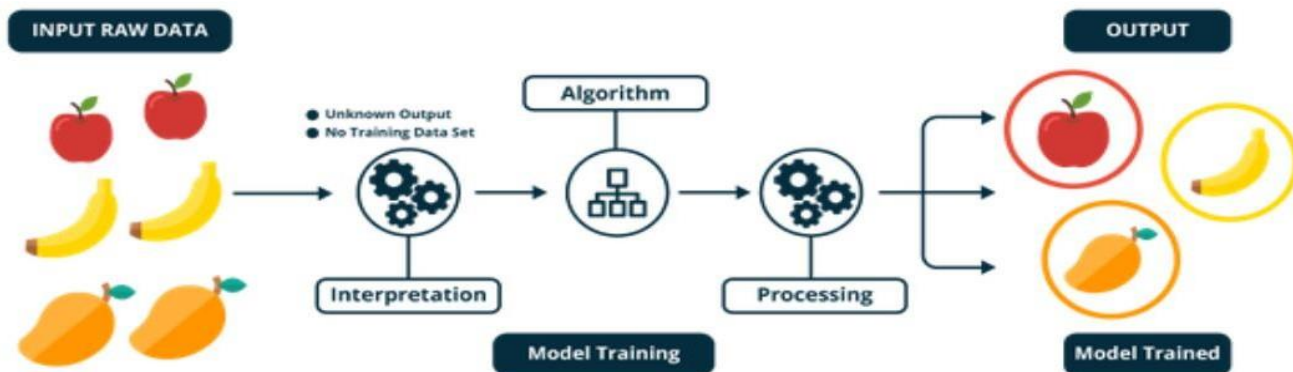 INPUT RAW DATA
OUTPUT
Algorithm
● Unknown Output
● No Training Data Set
Interpretation
Processing
Model Training
Model Trained